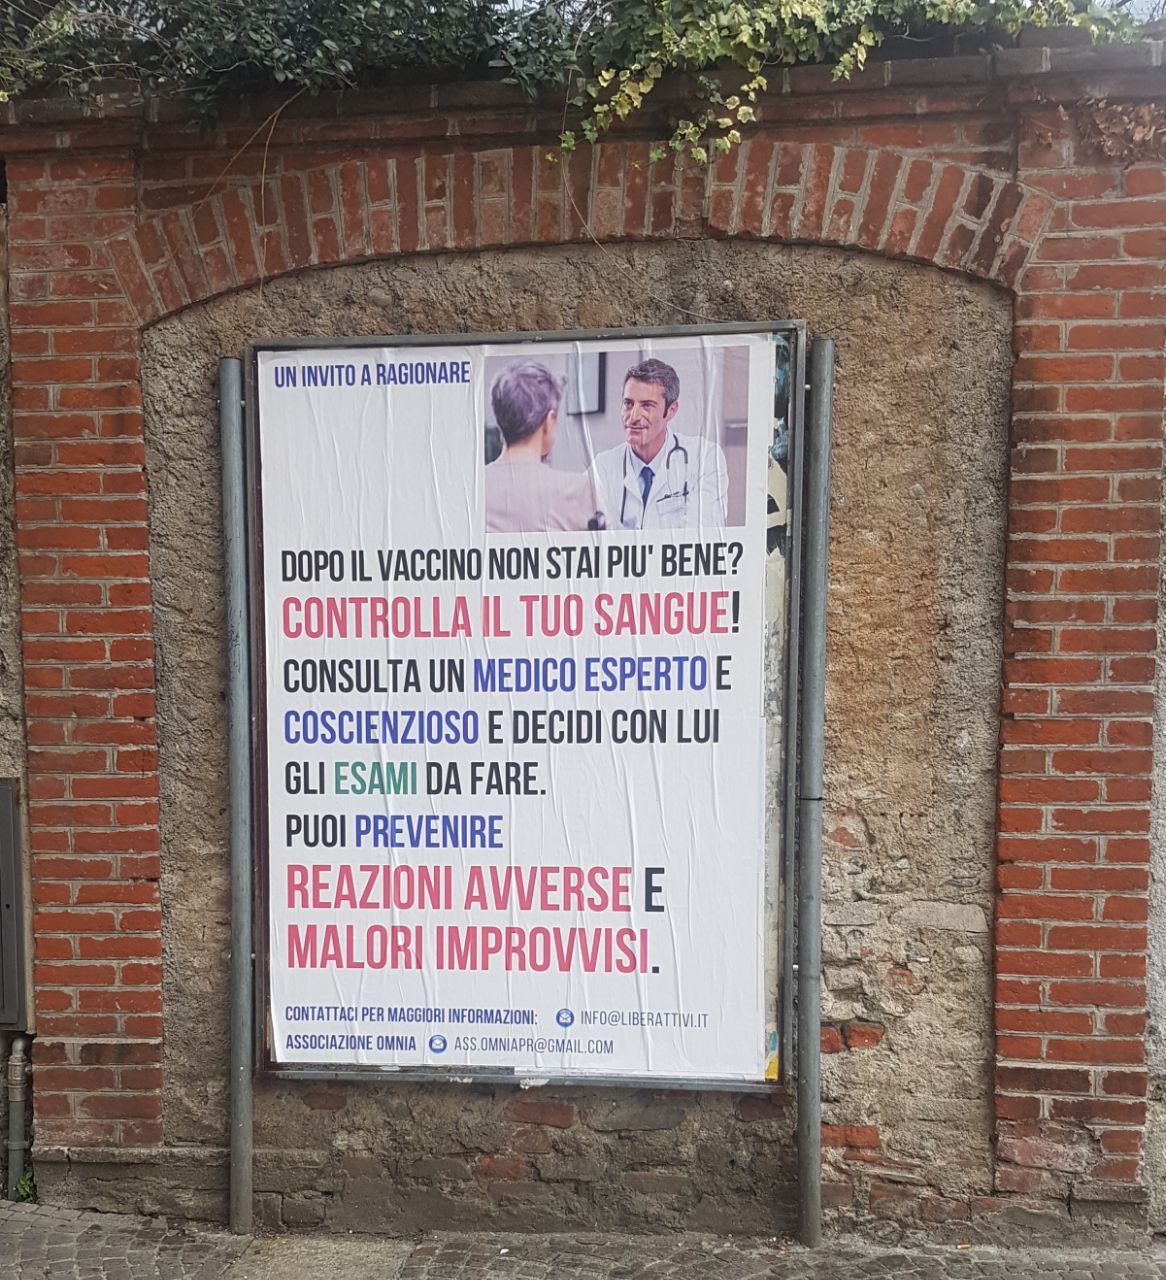 UN INVITO A RAGIONARE
DOPO IL VACCINO NON STAI PIU' BENE?
CONTROLLA IL TUO SANGUE!
CONSULTA UN MEDICO ESPERTO E
COSCIENZIOSO E DECIDI CON LUI
GLI ESAMI DA FARE.
PUOI PREVENIRE
REAZIONI AVVERSE E
MALORI IMPROVVISI.
CONTATTACI PER MAGGIORI INFORMAZIONI: INFO@LIBERATTIVI.IT
ASSOCIAZIONE OMNIA ASS.OMNIAPR@GMAIL.COM